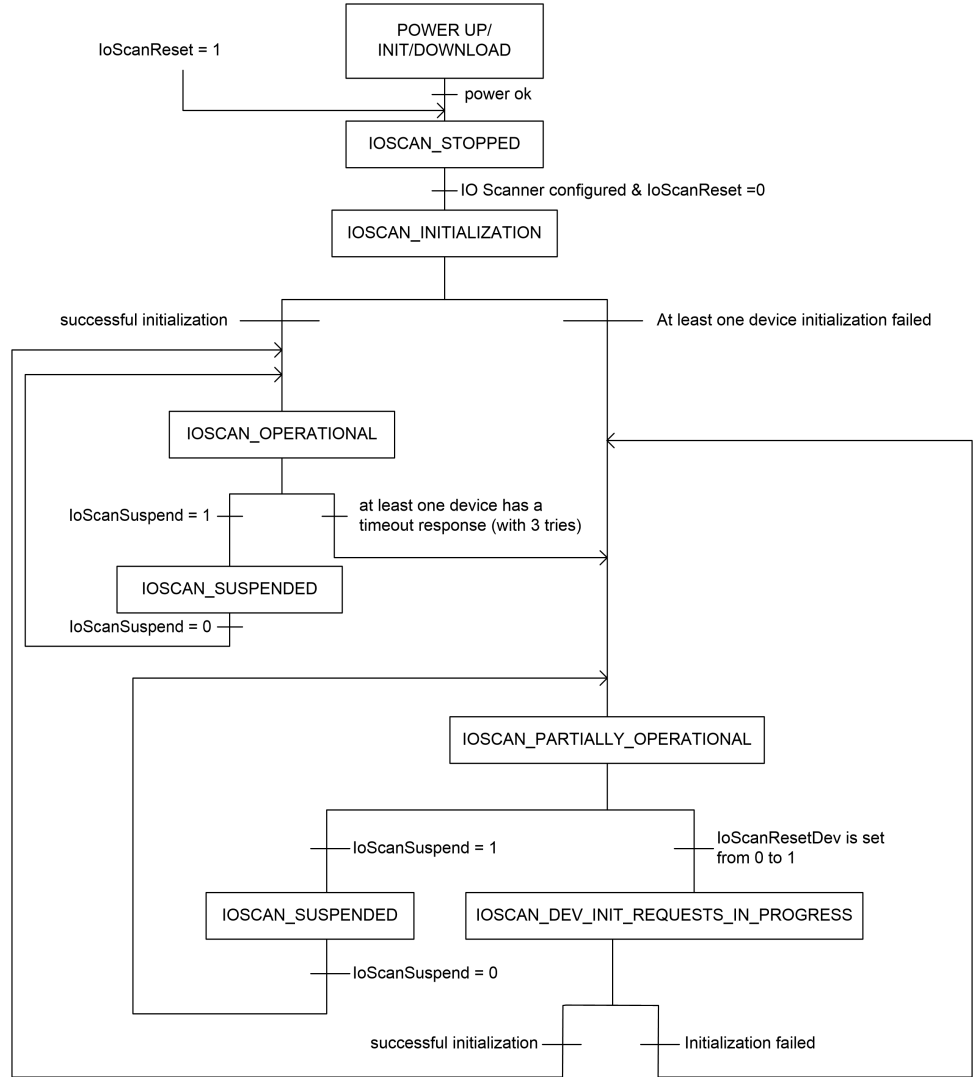 POWER UP/
INIT/DOWNLOAD
IoScanReset = 1
power ok
IOSCAN_STOPPED
IO Scanner configured & IoScanReset =0
IOSCAN_INITIALIZATION
successful initialization
At least one device initialization failed
IOSCAN_OPERATIONAL
IoScanSuspend = 1
at least one device has a
timeout response (with 3 tries)
IOSCAN_SUSPENDED
IoScanSuspend = 0
IOSCAN_PARTIALLY_OPERATIONAL
IoScanSuspend = 1
IoScanResetDev is set
from 0 to 1
IOSCAN_SUSPENDED
IOSCAN_DEV_INIT_REQUESTS_IN_PROGRESS
IoScanSuspend = 0
successful initialization
Initialization failed